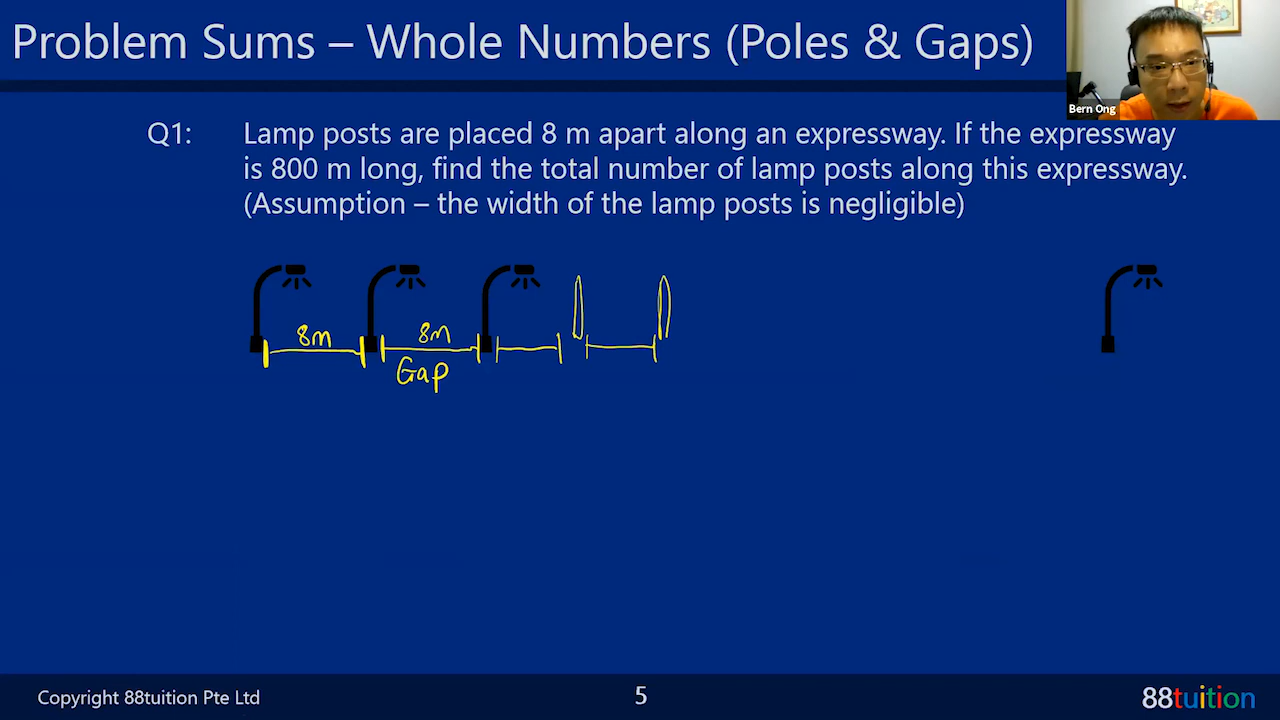 Problem Sums – Whole Numbers (Poles & Gaps)
Bern Ong
Q1: Lamp posts are placed 8 m apart along an expressway. If the expressway
is 800 m long, find the total number of lamp posts along this expressway.
(Assumption – the width of the lamp posts is negligible)
8m 8m
Gap
Copyright 88tuition Pte Ltd 5 88tuition